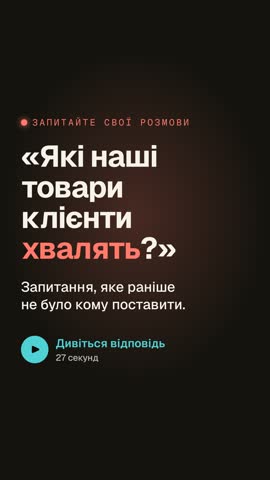 ЗАПИТАЙТЕ СВОЇ РОЗМОВИ
«Які наші
товари
клієнти
хвалять?»
Запитання, яке раніше
не було кому поставити.
Дивіться відповідь
27 секунд